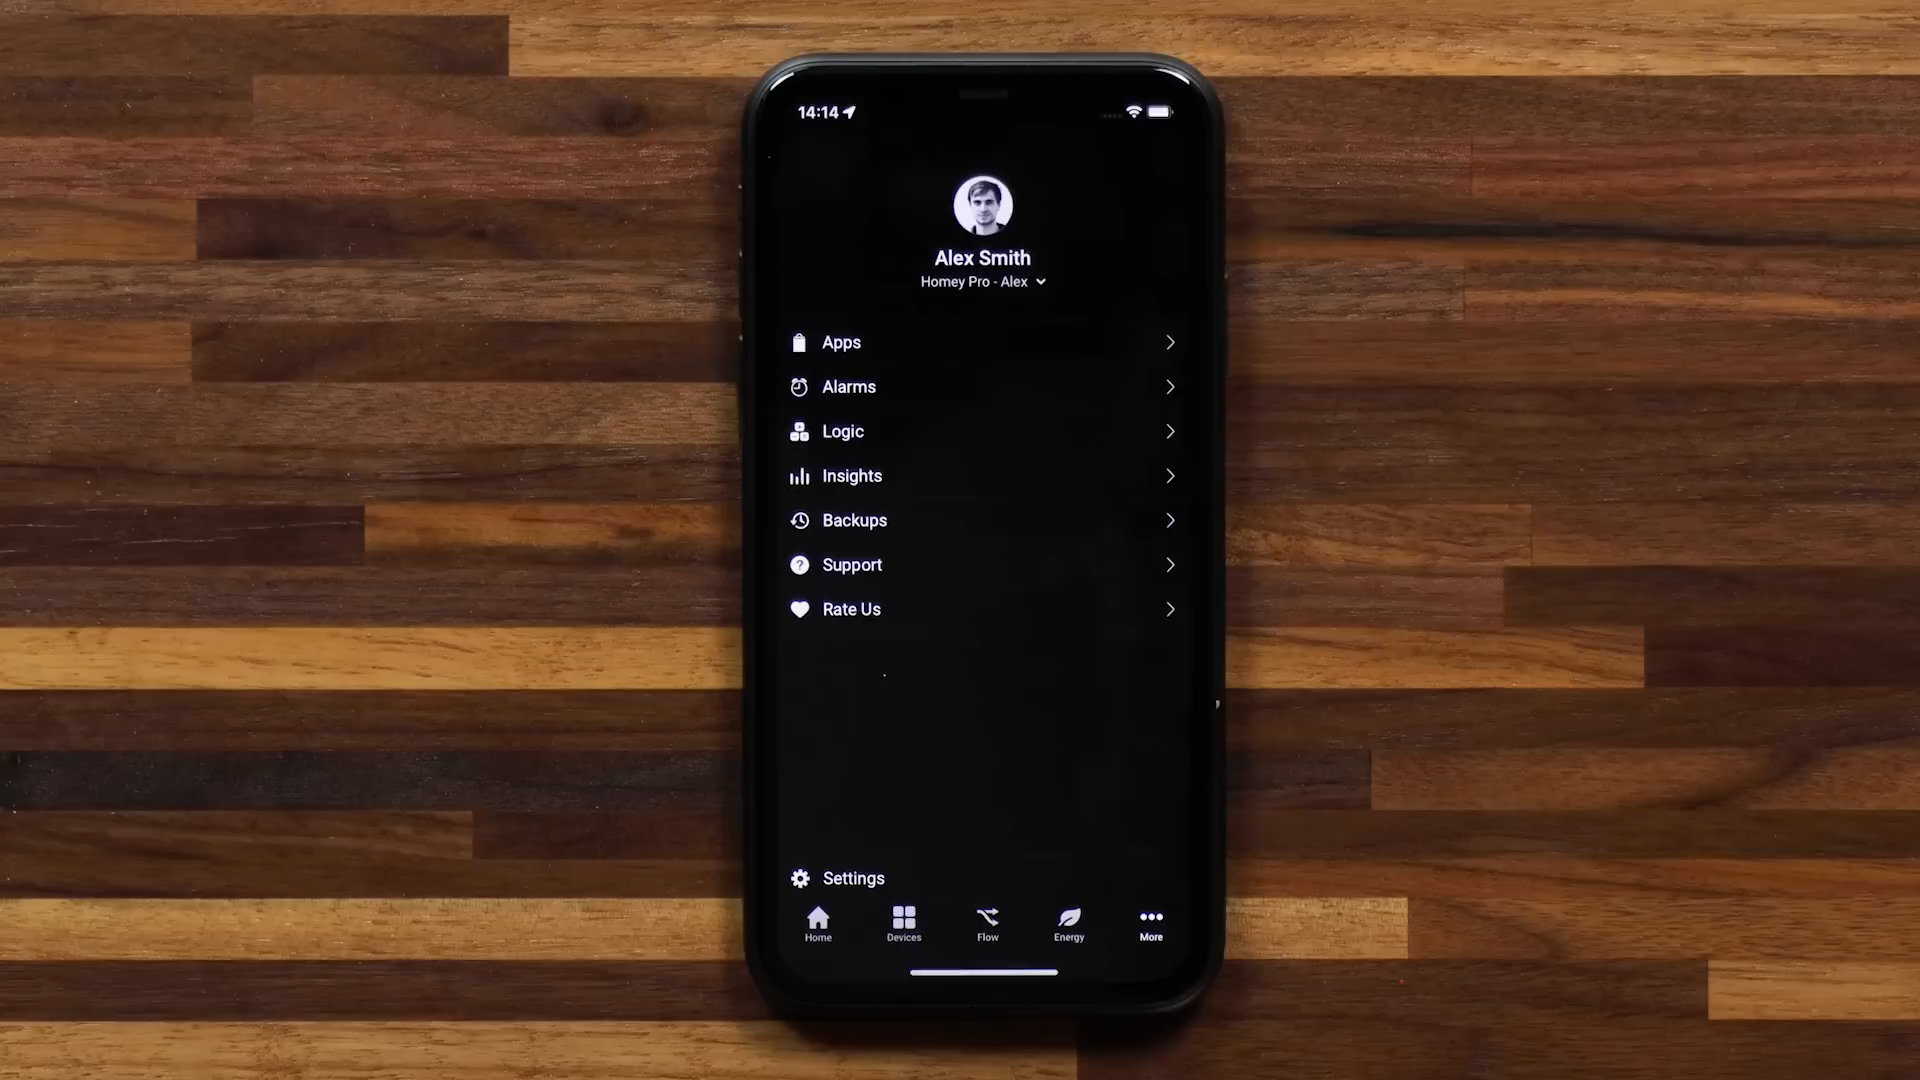 14:14
Alex Smith
Homey Pro - Alex
Apps
Alarms
Logic
Insights
Backups
Support
Rate Us
Settings
Home
Devices
Flow
Energy
More